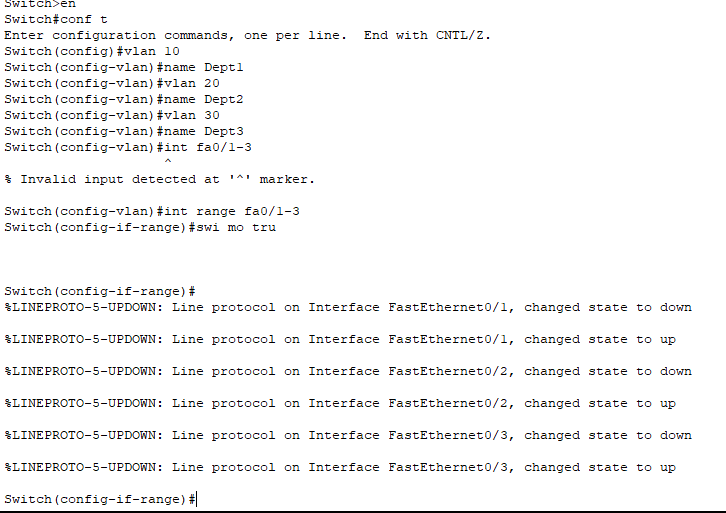 Switch>en
Switch#conf t
Enter configuration commands, one per line.  End with CNTL/Z.
Switch(config)#vlan 10
Switch(config-vlan)#name Dept1
Switch(config-vlan)#vlan 20
Switch(config-vlan)#name Dept2
Switch(config-vlan)#vlan 30
Switch(config-vlan)#name Dept3
Switch(config-vlan)#int fa0/1-3
^
% Invalid input detected at '^' marker.
Switch(config-vlan)#int range fa0/1-3
Switch(config-if-range)#swi mo tru
Switch(config-if-range)#
%LINEPROTO-5-UPDOWN: Line protocol on Interface FastEthernet0/1, changed state to down
%LINEPROTO-5-UPDOWN: Line protocol on Interface FastEthernet0/1, changed state to up
%LINEPROTO-5-UPDOWN: Line protocol on Interface FastEthernet0/2, changed state to down
%LINEPROTO-5-UPDOWN: Line protocol on Interface FastEthernet0/2, changed state to up
%LINEPROTO-5-UPDOWN: Line protocol on Interface FastEthernet0/3, changed state to down
%LINEPROTO-5-UPDOWN: Line protocol on Interface FastEthernet0/3, changed state to up
Switch(config-if-range)#